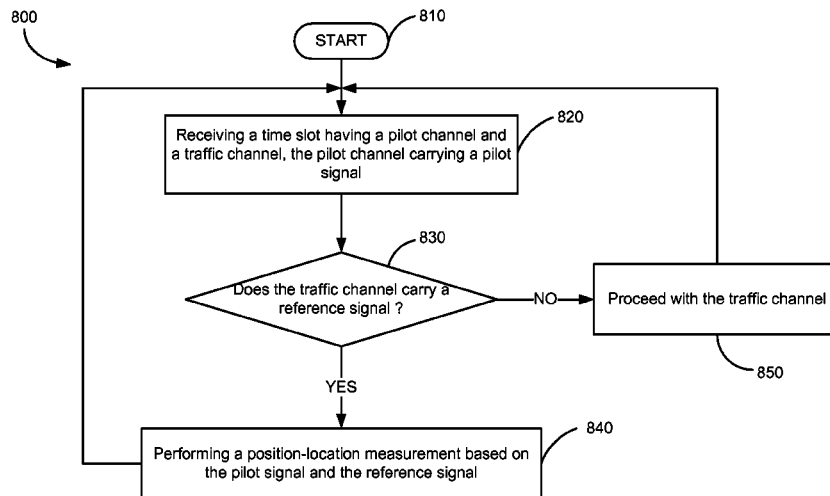 800
START
810
Receiving a time slot having a pilot channel and
a traffic channel, the pilot channel carrying a pilot
signal
820
830
Does the traffic channel carry a
reference signal ?
NO
Proceed with the traffic channel
850
YES
840
Performing a position-location measurement based on
the pilot signal and the reference signal